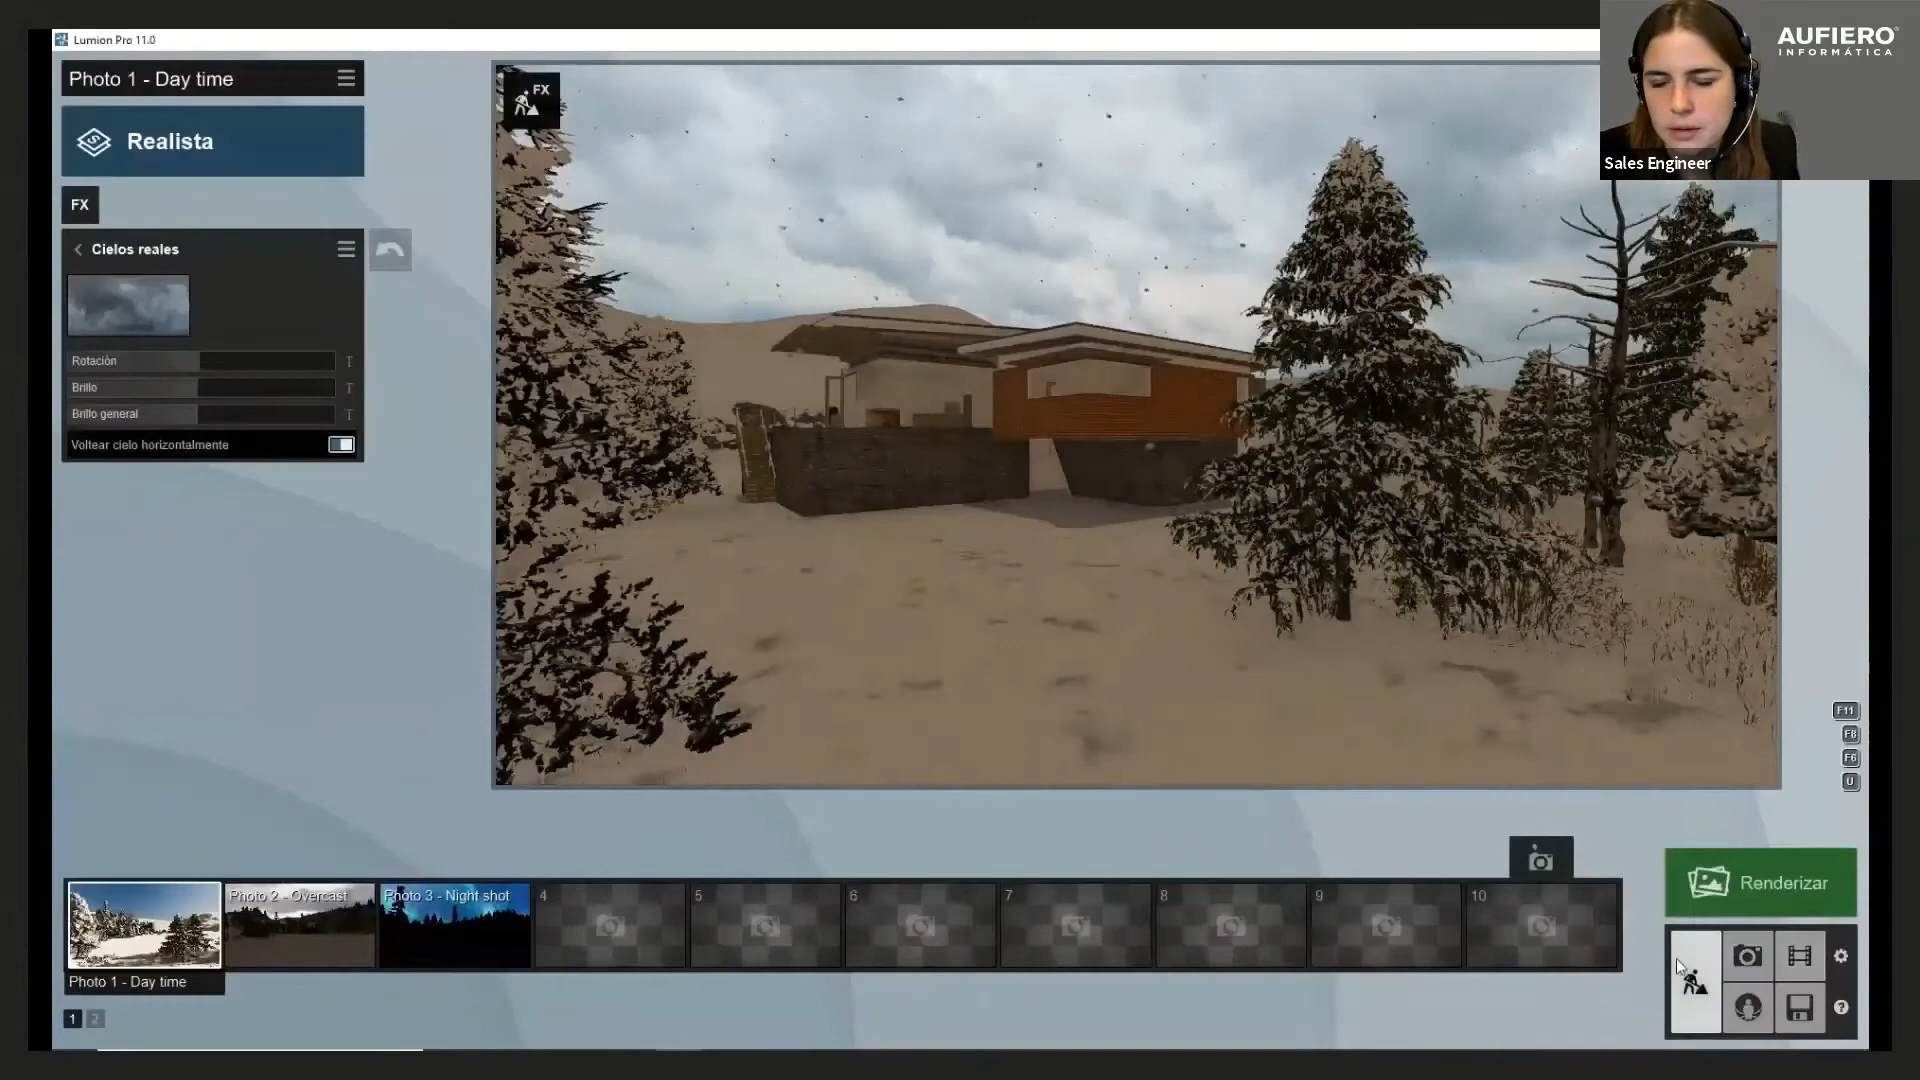 Lumion Pro 11.0
AUFIERO
INFORMÁTICA
Sales Engineer
Photo 1 - Day time
Realista
FX
Cielos reales
Rotación
Brillo
Brillo general
Voltear cielo horizontalmente
FX
F11
F8
F6
U
Renderizar
Photo 2 - Overcast
Photo 3 - Night shot
4
5
6
7
8
9
10
Photo 1 - Day time
1
2